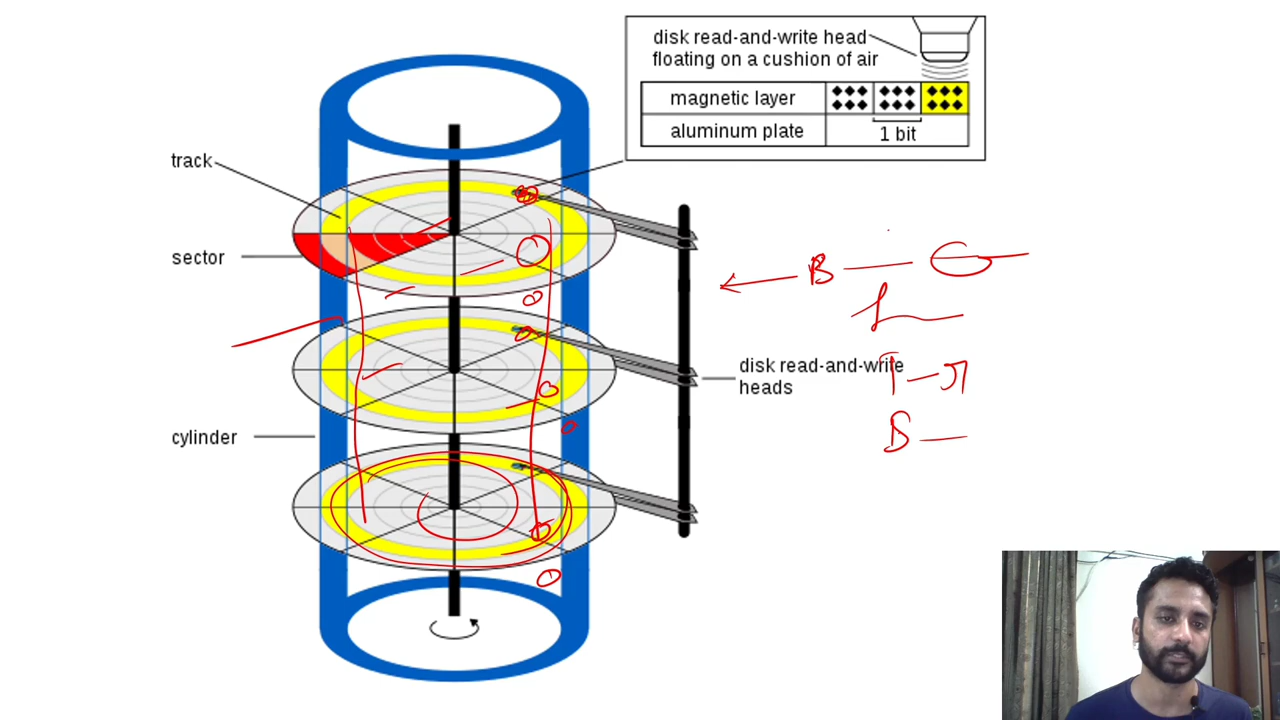 disk read-and-write head
floating on a cushion of air
magnetic layer
aluminum plate
1 bit
track
sector
B
disk read-and-write
heads
cylinder
B